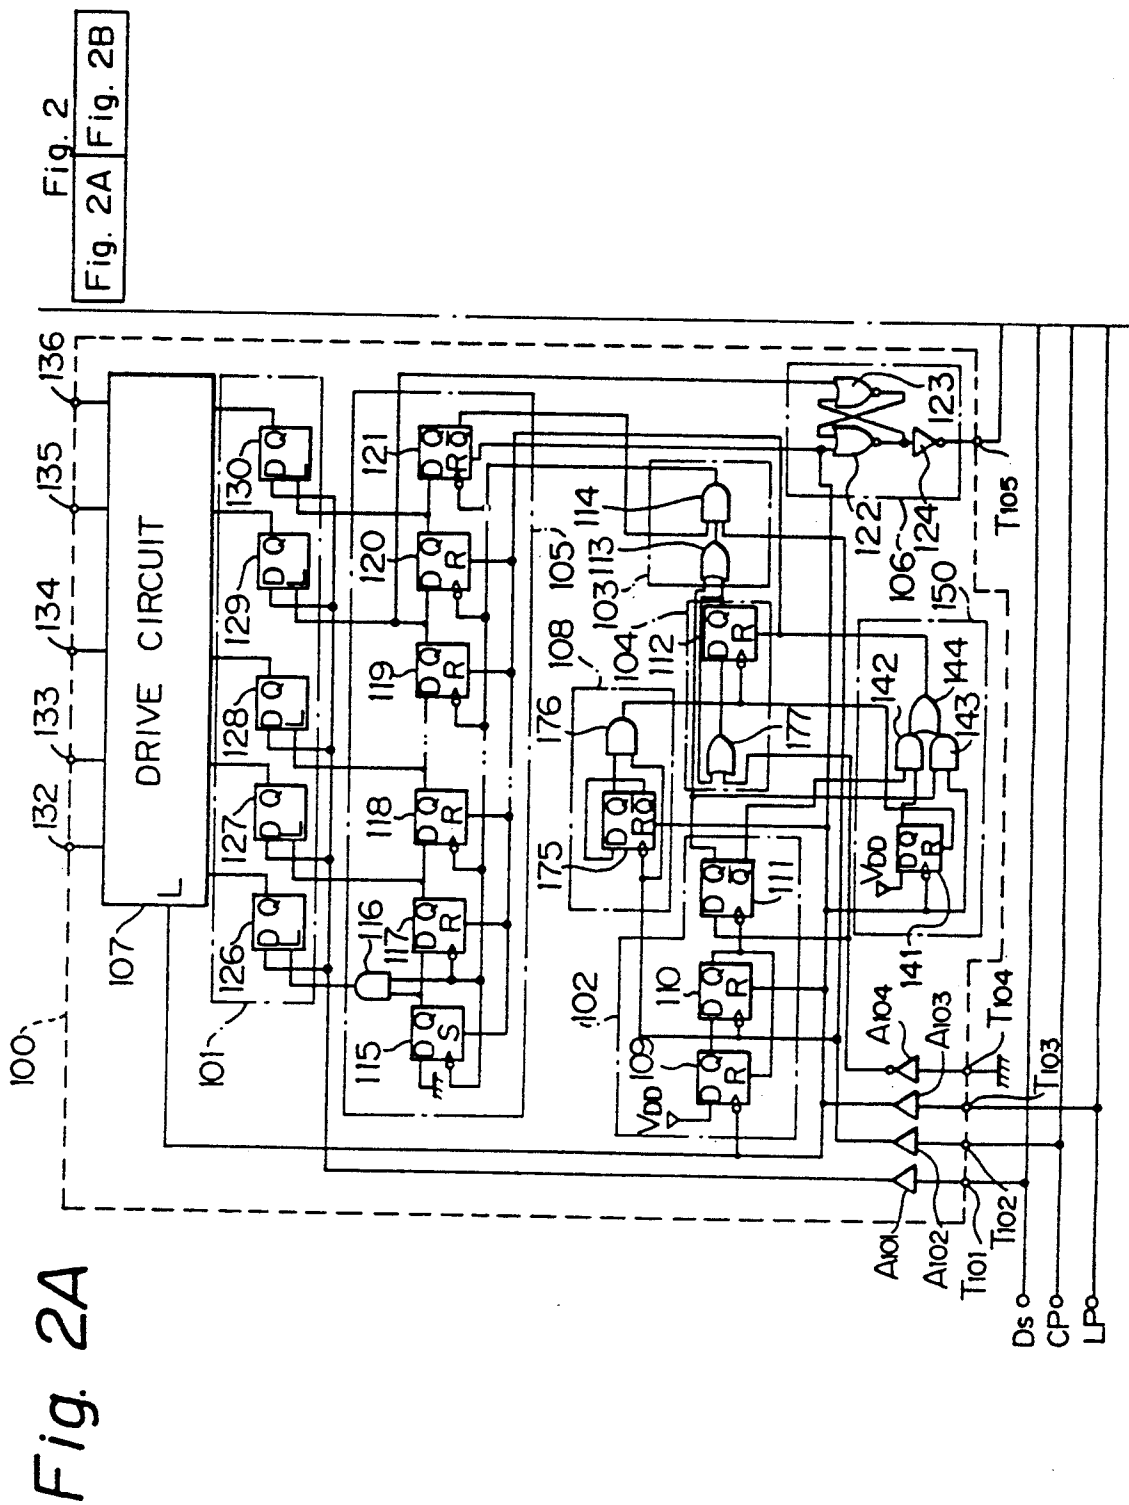 Fig. 2A
Fig. 2
Fig. 2A Fig. 2B
100
132
133
134
135
136
DRIVE CIRCUIT
L
107
101
126
D Q
L
127
D Q
L
128
D Q
L
129
D Q
L
130
D Q
L
115
D Q
S
116
117
D Q
R
118
D Q
R
119
D Q
R
120
D Q
R
121
D Q
R Q
105
102
VDD
109
D Q
R
110
D Q
R
111
D Q
Q
108
175
D Q
R Q
176
104
112
D Q
R
177
103
113
114
106
122
123
124
T105
150
VDD
141
D Q
R
142
143
144
A101
A102
A103
A104
T101
T102
T103
T104
Ds
CP
LP